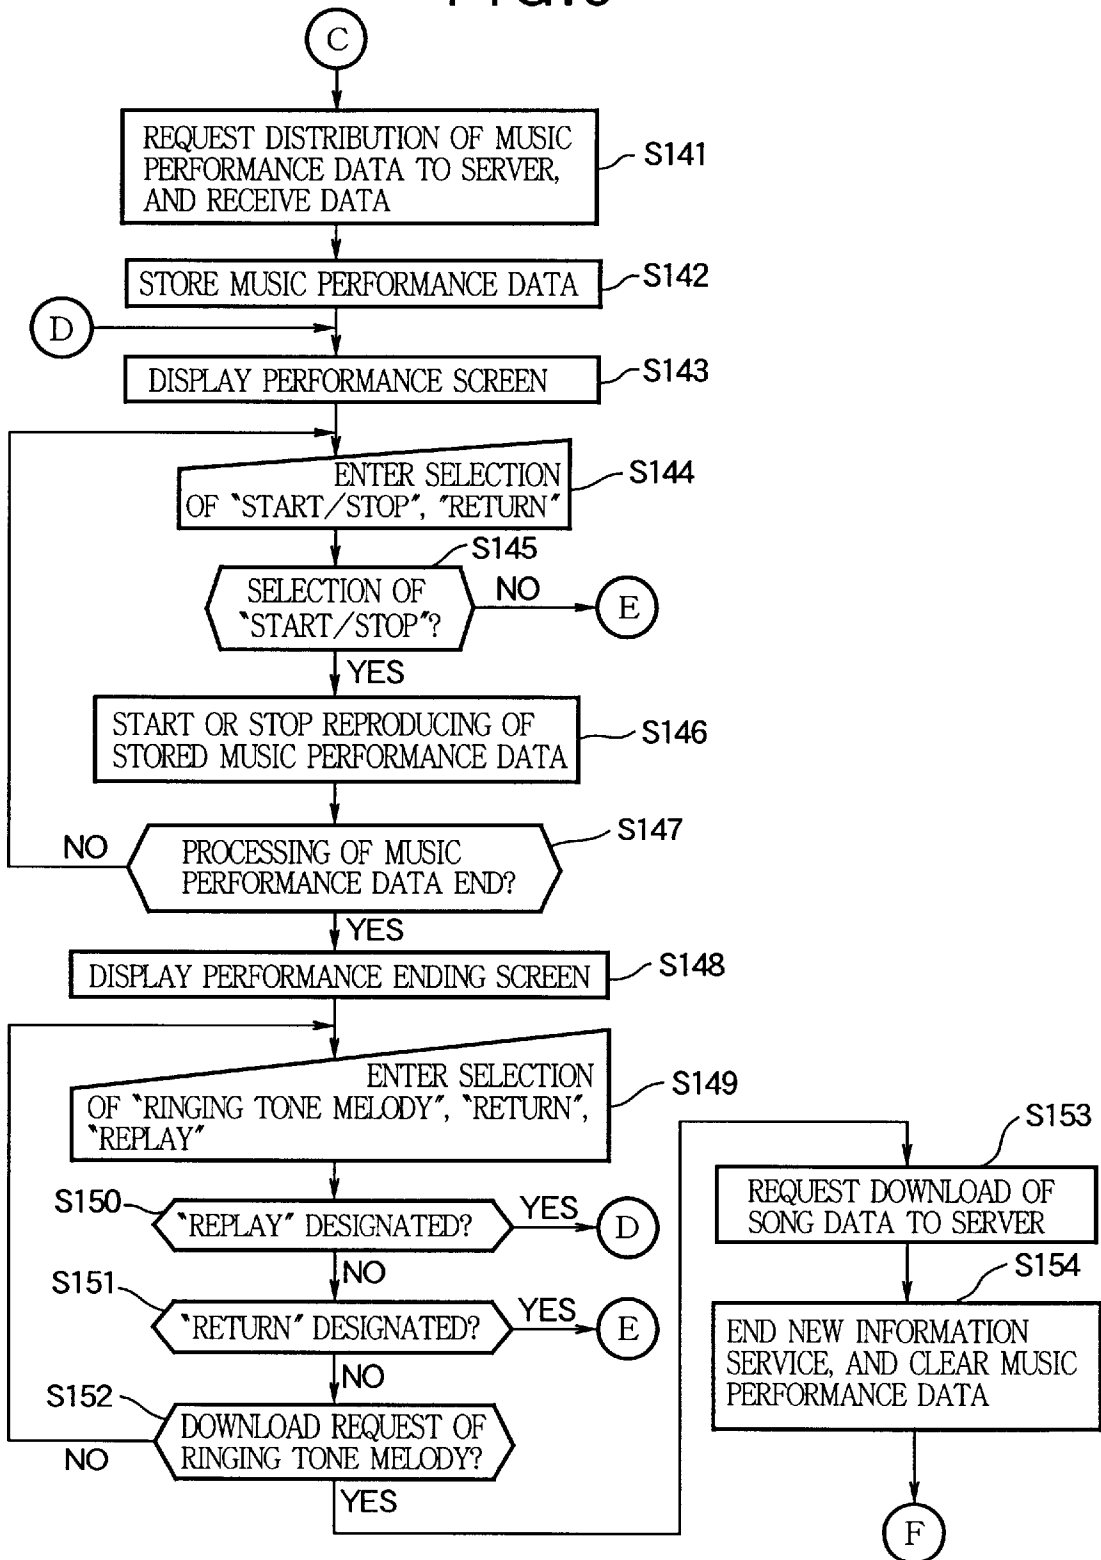 C
REQUEST DISTRIBUTION OF MUSIC
PERFORMANCE DATA TO SERVER,
AND RECEIVE DATA
S141
STORE MUSIC PERFORMANCE DATA
S142
D
DISPLAY PERFORMANCE SCREEN
S143
ENTER SELECTION
OF "START/STOP", "RETURN"
S144
S145
SELECTION OF
"START/STOP"?
NO
E
YES
START OR STOP REPRODUCING OF
STORED MUSIC PERFORMANCE DATA
S146
S147
NO
PROCESSING OF MUSIC
PERFORMANCE DATA END?
YES
DISPLAY PERFORMANCE ENDING SCREEN
S148
ENTER SELECTION
OF "RINGING TONE MELODY", "RETURN",
"REPLAY"
S149
S150
"REPLAY" DESIGNATED?
YES
D
NO
S151
"RETURN" DESIGNATED?
YES
E
NO
S152
DOWNLOAD REQUEST OF
RINGING TONE MELODY?
NO
YES
S153
REQUEST DOWNLOAD OF
SONG DATA TO SERVER
S154
END NEW INFORMATION
SERVICE, AND CLEAR MUSIC
PERFORMANCE DATA
F